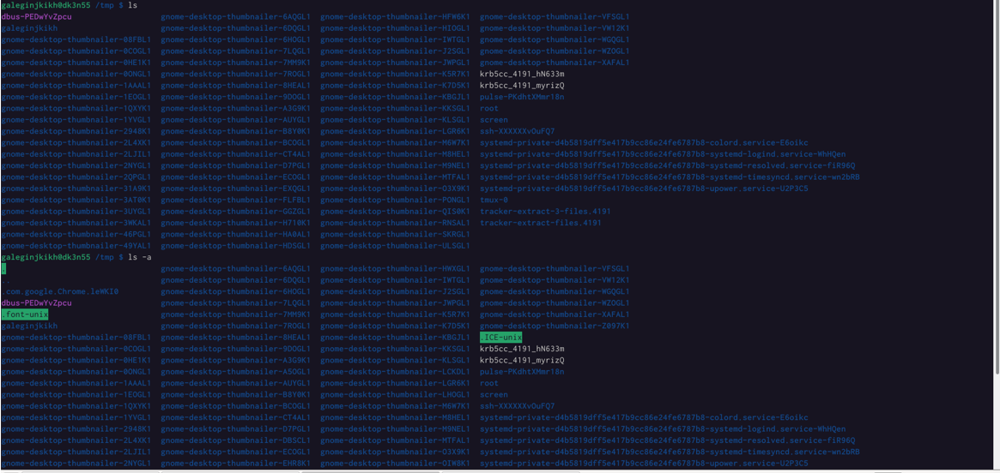 galeginjkikh@dk3n55 /tmp $ ls
dbus-PEDwYvZpcu gnome-desktop-thumbnailer-6AQGL1 gnome-desktop-thumbnailer-HFW6K1 gnome-desktop-thumbnailer-VFSGL1
galeginjkikh gnome-desktop-thumbnailer-6DQGL1 gnome-desktop-thumbnailer-HIOGL1 gnome-desktop-thumbnailer-VW12K1
gnome-desktop-thumbnailer-08FBL1 gnome-desktop-thumbnailer-6HOGL1 gnome-desktop-thumbnailer-IWTGL1 gnome-desktop-thumbnailer-WGQGL1
gnome-desktop-thumbnailer-0COGL1 gnome-desktop-thumbnailer-7LQGL1 gnome-desktop-thumbnailer-J2SGL1 gnome-desktop-thumbnailer-WZOGL1
gnome-desktop-thumbnailer-0HE1K1 gnome-desktop-thumbnailer-7MM9K1 gnome-desktop-thumbnailer-JWPGL1 gnome-desktop-thumbnailer-XAFAL1
gnome-desktop-thumbnailer-0ONGL1 gnome-desktop-thumbnailer-7ROGL1 gnome-desktop-thumbnailer-K5R7K1 krb5cc_4191_hN633m
gnome-desktop-thumbnailer-1AAAL1 gnome-desktop-thumbnailer-8HEAL1 gnome-desktop-thumbnailer-K7D5K1 krb5cc_4191_myrizQ
gnome-desktop-thumbnailer-1EOGL1 gnome-desktop-thumbnailer-9DOGL1 gnome-desktop-thumbnailer-KBGJL1 pulse-PKdhtXMmr18n
gnome-desktop-thumbnailer-1QXYK1 gnome-desktop-thumbnailer-A3G9K1 gnome-desktop-thumbnailer-KKSGL1 root
gnome-desktop-thumbnailer-1YVGL1 gnome-desktop-thumbnailer-AUYGL1 gnome-desktop-thumbnailer-KLSGL1 screen
gnome-desktop-thumbnailer-2948K1 gnome-desktop-thumbnailer-B8Y0K1 gnome-desktop-thumbnailer-LGR6K1 ssh-XXXXXXvOuFQ7
gnome-desktop-thumbnailer-2L4XK1 gnome-desktop-thumbnailer-BCOGL1 gnome-desktop-thumbnailer-M6W7K1 systemd-private-d4b5819dff5e417b9cc86e24fe6787b8-colord.service-E6oikc
gnome-desktop-thumbnailer-2LJIL1 gnome-desktop-thumbnailer-CT4AL1 gnome-desktop-thumbnailer-M8HEL1 systemd-private-d4b5819dff5e417b9cc86e24fe6787b8-systemd-logind.service-WhHQen
gnome-desktop-thumbnailer-2NYGL1 gnome-desktop-thumbnailer-D7PGL1 gnome-desktop-thumbnailer-M9NEL1 systemd-private-d4b5819dff5e417b9cc86e24fe6787b8-systemd-resolved.service-fiR96Q
gnome-desktop-thumbnailer-2QPGL1 gnome-desktop-thumbnailer-ECOGL1 gnome-desktop-thumbnailer-MTFAL1 systemd-private-d4b5819dff5e417b9cc86e24fe6787b8-systemd-timesyncd.service-wn2bRB
gnome-desktop-thumbnailer-31A9K1 gnome-desktop-thumbnailer-EXQGL1 gnome-desktop-thumbnailer-O3X9K1 systemd-private-d4b5819dff5e417b9cc86e24fe6787b8-upower.service-U2P3C5
gnome-desktop-thumbnailer-3AT0K1 gnome-desktop-thumbnailer-FLFBL1 gnome-desktop-thumbnailer-PONGL1 tmux-0
gnome-desktop-thumbnailer-3UYGL1 gnome-desktop-thumbnailer-GGZGL1 gnome-desktop-thumbnailer-QIS0K1 tracker-extract-3-files.4191
gnome-desktop-thumbnailer-3WKAL1 gnome-desktop-thumbnailer-H710K1 gnome-desktop-thumbnailer-RNSAL1 tracker-extract-files.4191
gnome-desktop-thumbnailer-46PGL1 gnome-desktop-thumbnailer-HA0AL1 gnome-desktop-thumbnailer-SKRGL1
gnome-desktop-thumbnailer-49YAL1 gnome-desktop-thumbnailer-HDSGL1 gnome-desktop-thumbnailer-ULSGL1
galeginjkikh@dk3n55 /tmp $ ls -a
. gnome-desktop-thumbnailer-6AQGL1 gnome-desktop-thumbnailer-HWXGL1 gnome-desktop-thumbnailer-VFSGL1
.. gnome-desktop-thumbnailer-6DQGL1 gnome-desktop-thumbnailer-IWTGL1 gnome-desktop-thumbnailer-VW12K1
.com.google.Chrome.leWKI0 gnome-desktop-thumbnailer-6HOGL1 gnome-desktop-thumbnailer-J2SGL1 gnome-desktop-thumbnailer-WGQGL1
dbus-PEDwYvZpcu gnome-desktop-thumbnailer-7LQGL1 gnome-desktop-thumbnailer-JWPGL1 gnome-desktop-thumbnailer-WZOGL1
.font-unix gnome-desktop-thumbnailer-7MM9K1 gnome-desktop-thumbnailer-K5R7K1 gnome-desktop-thumbnailer-XAFAL1
galeginjkikh gnome-desktop-thumbnailer-7ROGL1 gnome-desktop-thumbnailer-K7D5K1 gnome-desktop-thumbnailer-Z097K1
gnome-desktop-thumbnailer-08FBL1 gnome-desktop-thumbnailer-8HEAL1 gnome-desktop-thumbnailer-KBGJL1 .ICE-unix
gnome-desktop-thumbnailer-0COGL1 gnome-desktop-thumbnailer-9DOGL1 gnome-desktop-thumbnailer-KKSGL1 krb5cc_4191_hN633m
gnome-desktop-thumbnailer-0HE1K1 gnome-desktop-thumbnailer-A3G9K1 gnome-desktop-thumbnailer-KLSGL1 krb5cc_4191_myrizQ
gnome-desktop-thumbnailer-0ONGL1 gnome-desktop-thumbnailer-A5OGL1 gnome-desktop-thumbnailer-LCKDL1 pulse-PKdhtXMmr18n
gnome-desktop-thumbnailer-1AAAL1 gnome-desktop-thumbnailer-AUYGL1 gnome-desktop-thumbnailer-LGR6K1 root
gnome-desktop-thumbnailer-1EOGL1 gnome-desktop-thumbnailer-B8Y0K1 gnome-desktop-thumbnailer-LHOGL1 screen
gnome-desktop-thumbnailer-1QXYK1 gnome-desktop-thumbnailer-BCOGL1 gnome-desktop-thumbnailer-M6W7K1 ssh-XXXXXXvOuFQ7
gnome-desktop-thumbnailer-1YVGL1 gnome-desktop-thumbnailer-CT4AL1 gnome-desktop-thumbnailer-M8HEL1 systemd-private-d4b5819dff5e417b9cc86e24fe6787b8-colord.service-E6oikc
gnome-desktop-thumbnailer-2948K1 gnome-desktop-thumbnailer-D7PGL1 gnome-desktop-thumbnailer-M9NEL1 systemd-private-d4b5819dff5e417b9cc86e24fe6787b8-systemd-logind.service-WhHQen
gnome-desktop-thumbnailer-2L4XK1 gnome-desktop-thumbnailer-DBSCL1 gnome-desktop-thumbnailer-MTFAL1 systemd-private-d4b5819dff5e417b9cc86e24fe6787b8-systemd-resolved.service-fiR96Q
gnome-desktop-thumbnailer-2LJIL1 gnome-desktop-thumbnailer-ECOGL1 gnome-desktop-thumbnailer-O3X9K1 systemd-private-d4b5819dff5e417b9cc86e24fe6787b8-systemd-timesyncd.service-wn2bRB
gnome-desktop-thumbnailer-2NYGL1 gnome-desktop-thumbnailer-EHR8K1 gnome-desktop-thumbnailer-OIW8K1 systemd-private-d4b5819dff5e417b9cc86e24fe6787b8-upower.service-U2P3C5